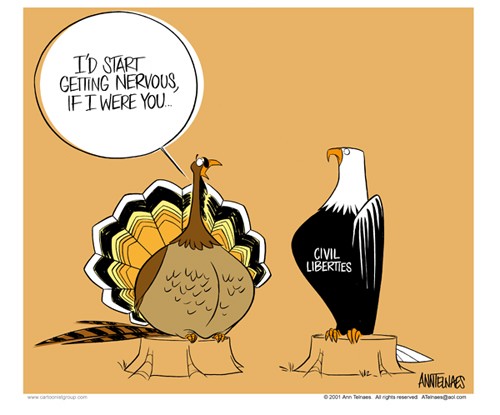 I'D START
GETTING NERVOUS,
IF I WERE YOU...
CIVIL
LIBERTIES
ANNTELNAES
www.cartoonistgroup.com
© 2001 Ann Telnaes. All rights reserved. ATelnaes@aol.com